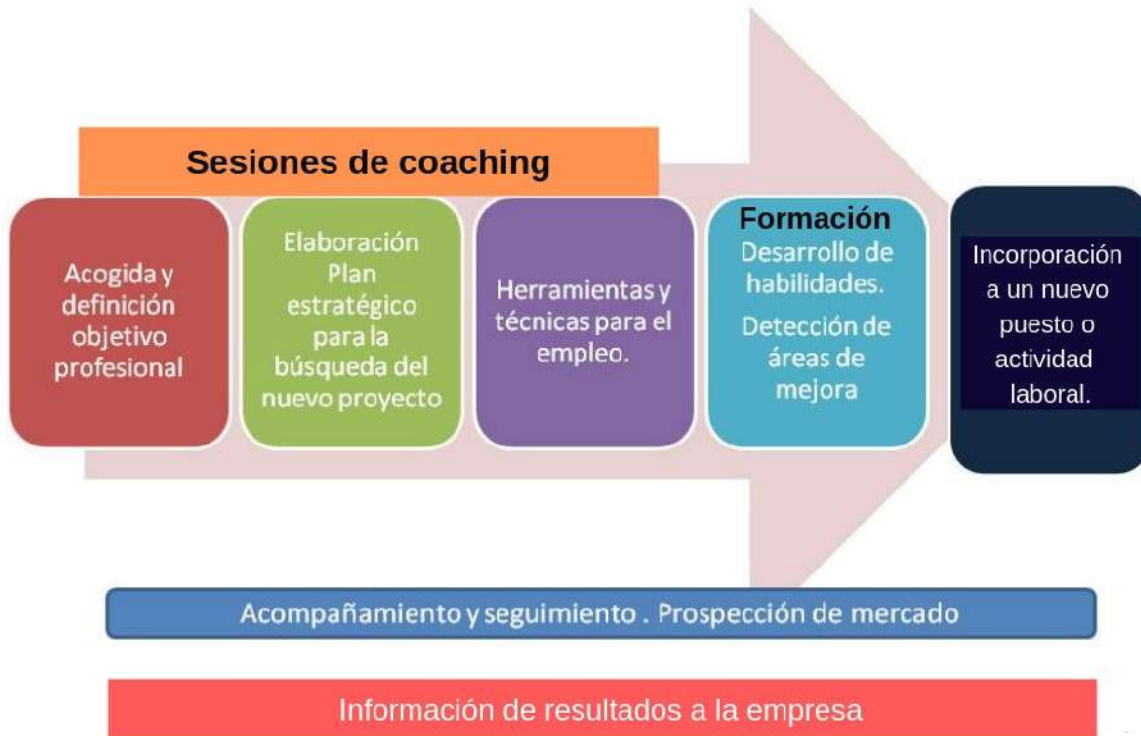 Sesiones de coaching
Acogida y
definición
objetivo
profesional
Elaboración
Plan
estratégico
para la
búsqueda del
nuevo proyecto
Herramientas y
técnicas para el
empleo.
Formación
Desarrollo de
habilidades.
Detección de
áreas de
mejora
Incorporación
a un nuevo
puesto o
actividad
laboral.
Acompañamiento y seguimiento . Prospección de mercado
Información de resultados a la empresa